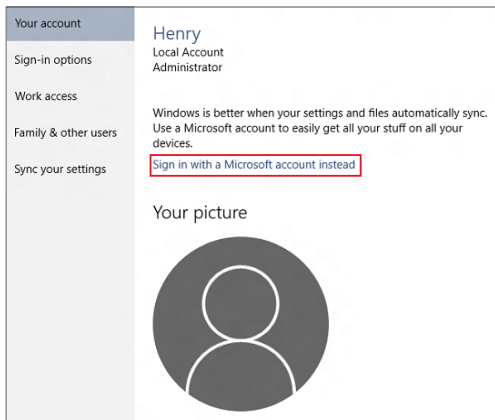 Your account
Sign-in options
Work access
Family & other users
Sync your settings
Henry
Local Account
Administrator
Windows is better when your settings and files automatically sync.
Use a Microsoft account to easily get all your stuff on all your
devices.
Sign in with a Microsoft account instead
Your picture